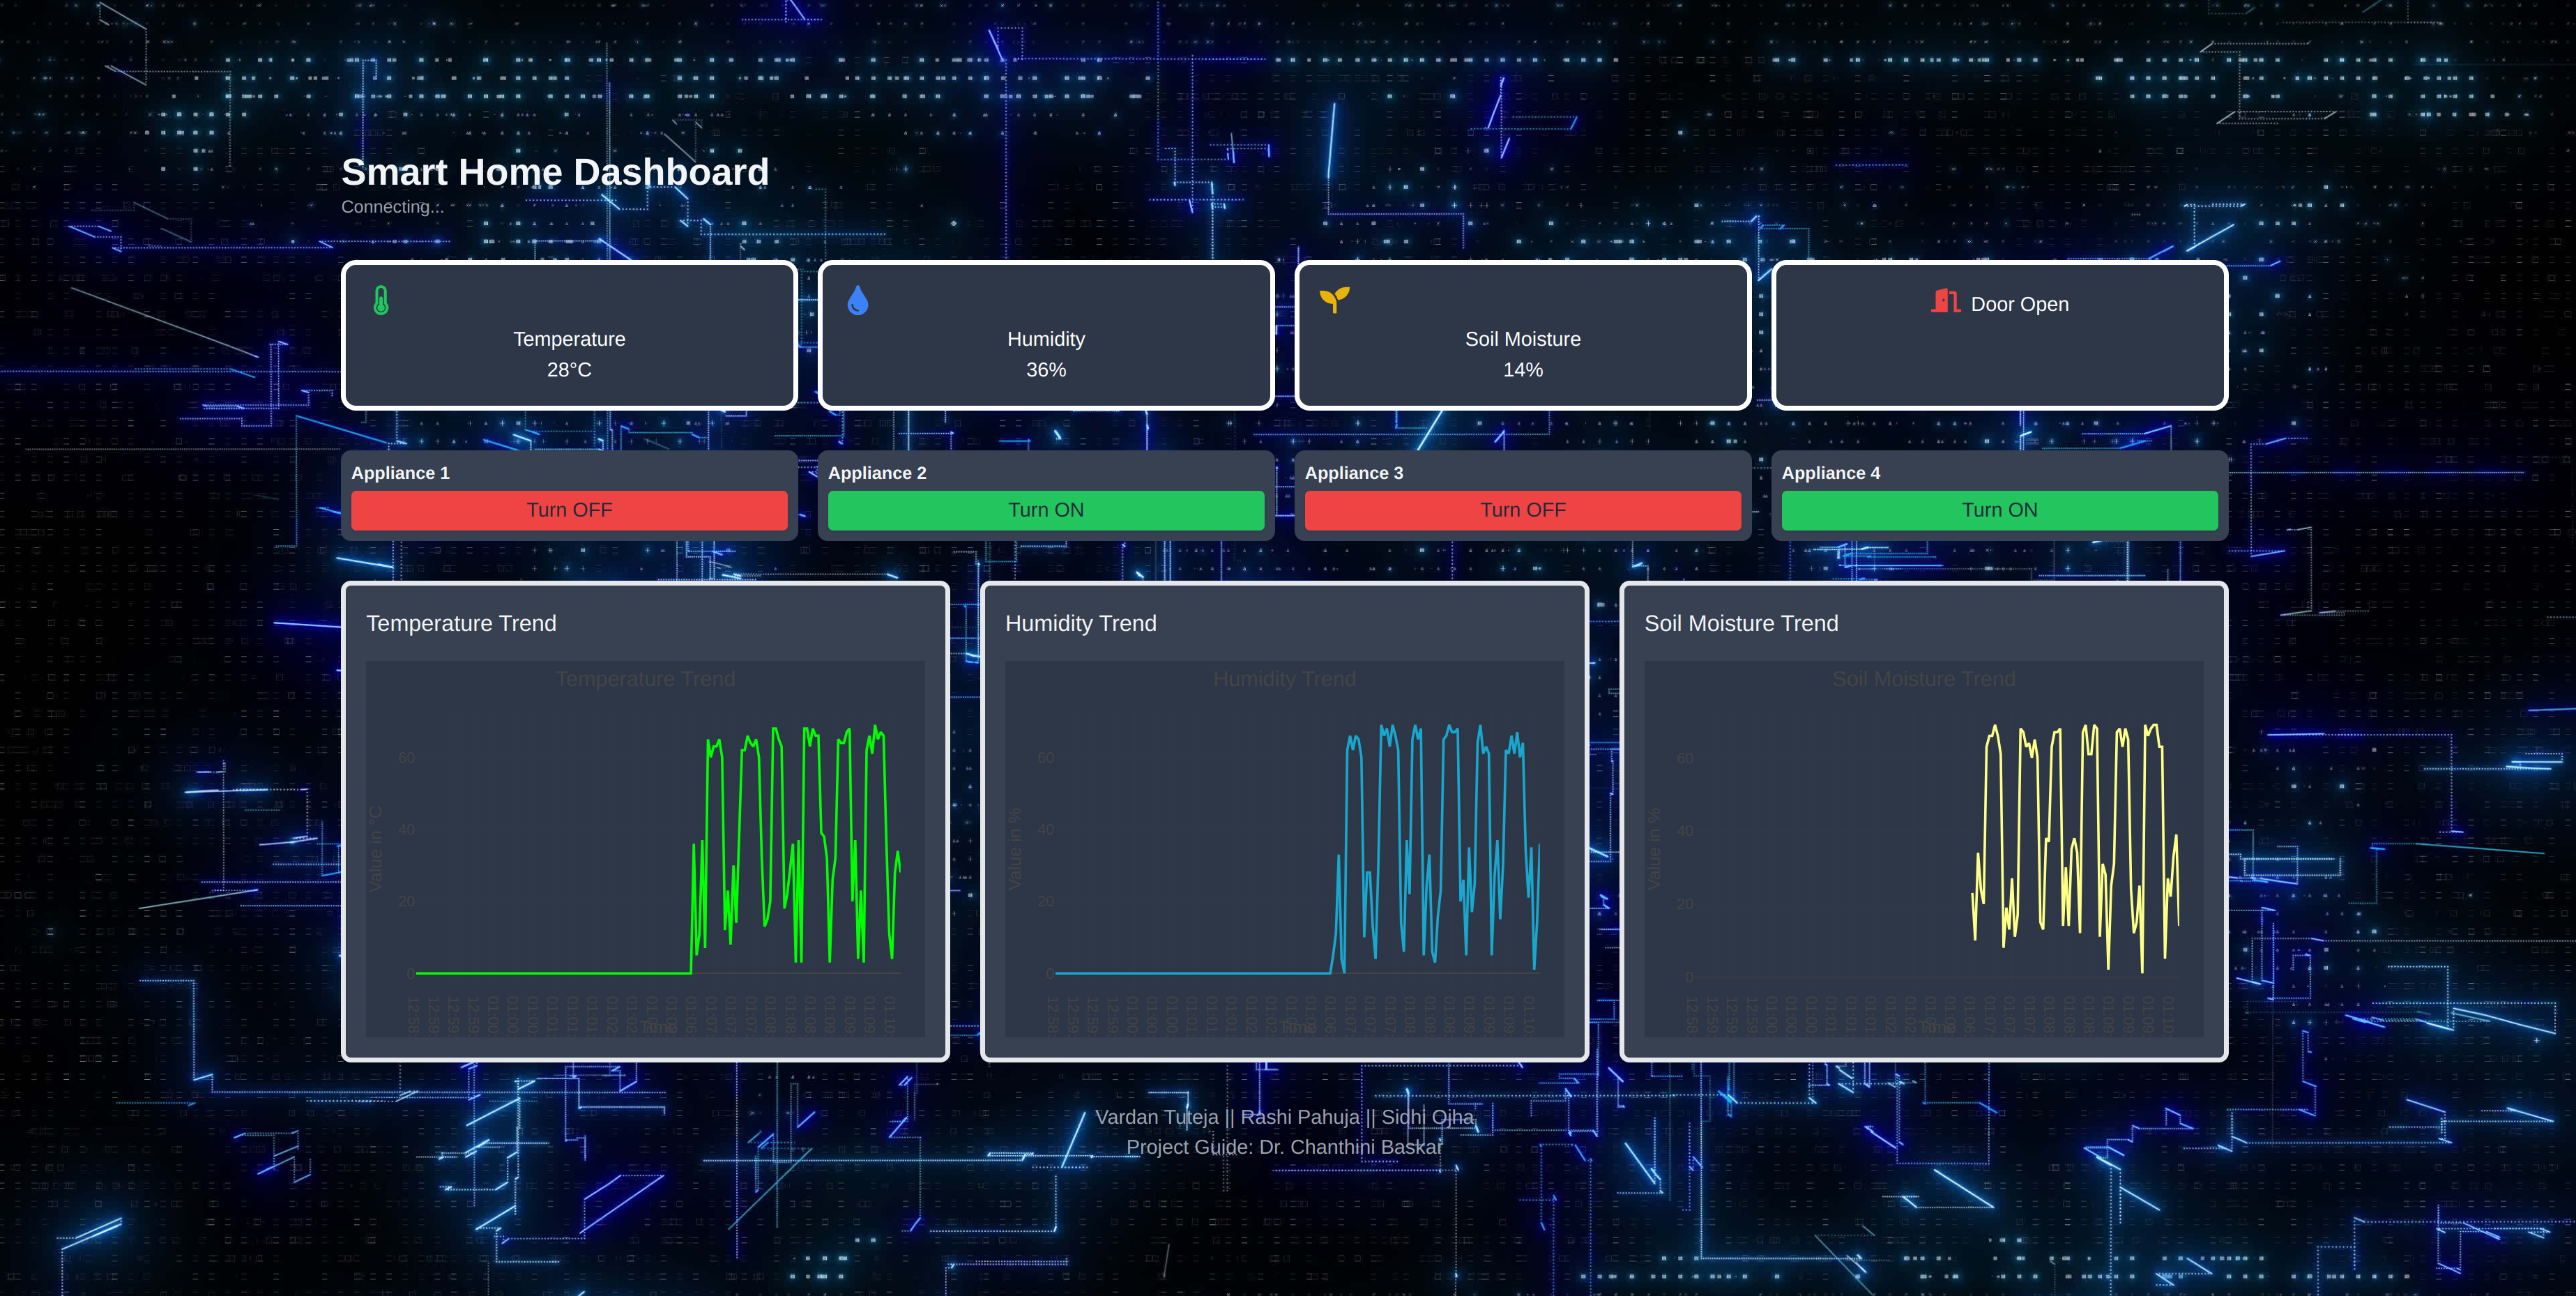 Smart Home Dashboard
Connecting...
Temperature
28°C
Humidity
36%
Soil Moisture
14%
Door Open
Appliance 1
Turn OFF
Appliance 2
Turn ON
Appliance 3
Turn OFF
Appliance 4
Turn ON
Temperature Trend
Temperature Trend
Value in °C
60
40
20
0
Time
Humidity Trend
Humidity Trend
Value in %
60
40
20
0
Time
Soil Moisture Trend
Soil Moisture Trend
Value in %
60
40
20
0
Time
Vardan Tuteja || Rashi Pahuja || Sidhi Ojha
Project Guide: Dr. Chanthini Baskar